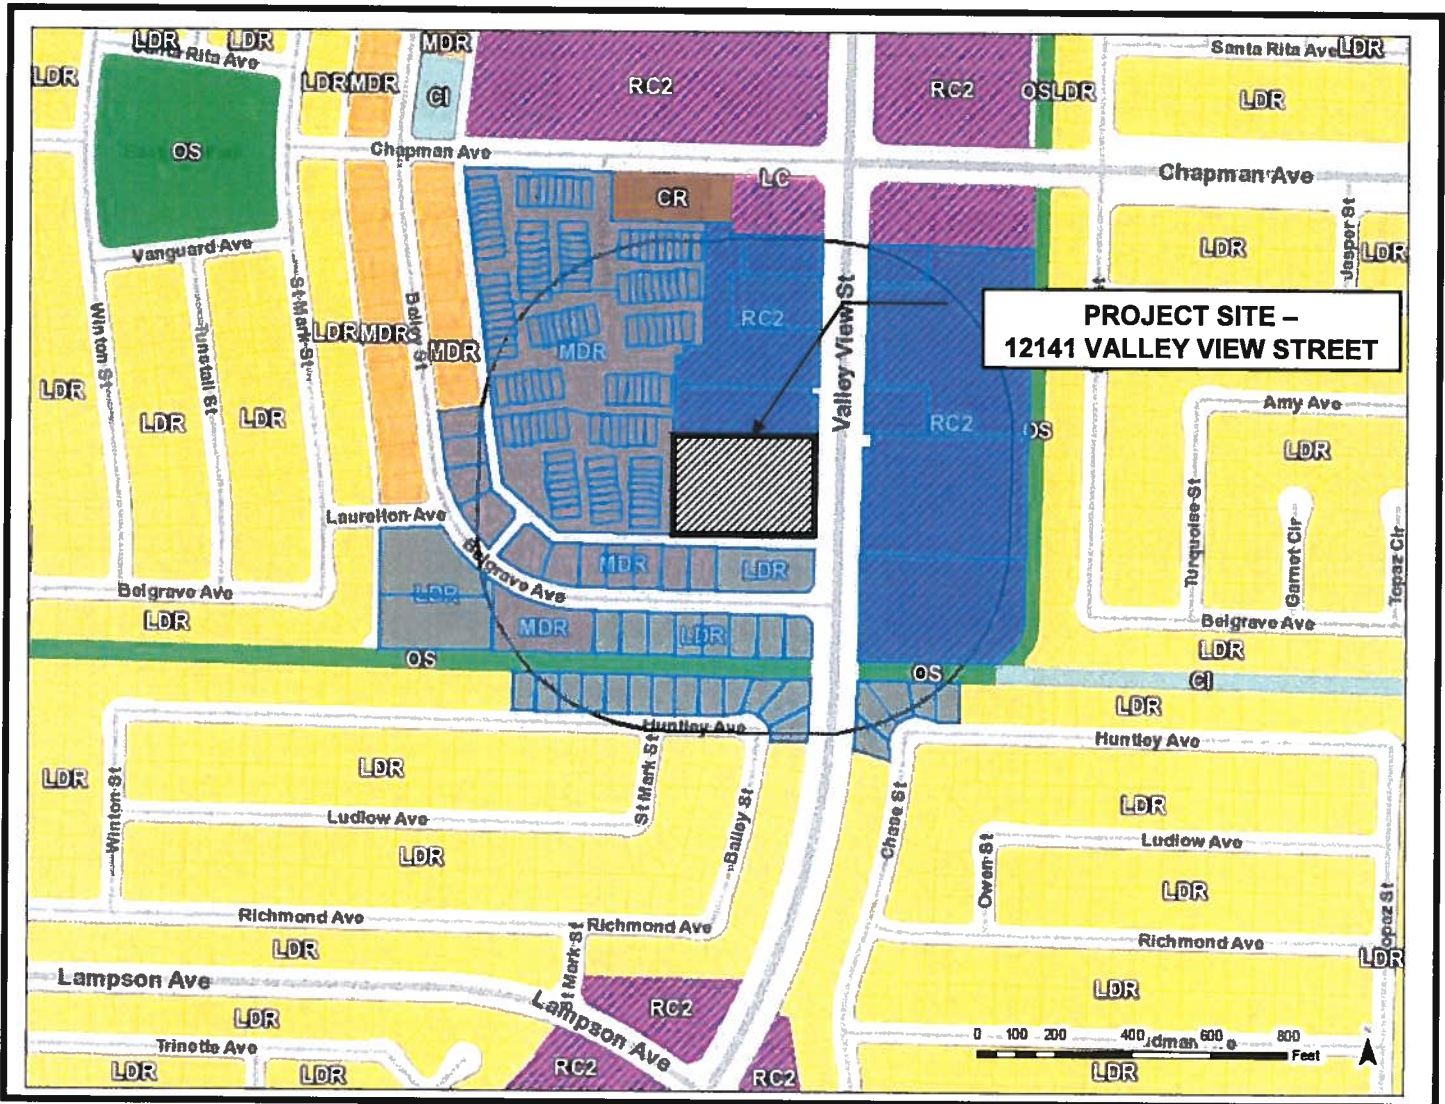 LDR
LDR
Santa Rita Ave
MDR
Santa Rita Ave
LDR
LDR
LDR
MDR
CI
RC2
RC2
OS
LDR
LDR
OS
Chapman Ave
Chapman Ave
CR
LC
Vanguard Ave
LDR
Jasper St
LDR
Winton St
Tunstall St
St Mark St
LDR
MDR
Bailey St
MDR
MDR
RC2
Valley View St
PROJECT SITE –
12141 VALLEY VIEW STREET
LDR
LDR
LDR
RC2
OS
Amy Ave
LDR
Turquoise St
Garnet Cir
Topaz Cir
Laurelton Ave
Belgrave Ave
MDR
LDR
Belgrave Ave
LDR
LDR
MDR
LDR
Belgrave Ave
LDR
OS
OS
CI
LDR
Huntley Ave
Huntley Ave
LDR
Winton St
LDR
St Mark St
Bailey St
Chase St
LDR
Ludlow Ave
Owen St
Ludlow Ave
LDR
LDR
Richmond Ave
Richmond Ave
Richmond Ave
Topaz St
LDR
LDR
Lampson Ave
St Mark St
LDR
LDR
Lampson Ave
RC2
Trinette Ave
LDR
LDR
RC2
RC2
LDR
0 100 200 400 600 800
Feet